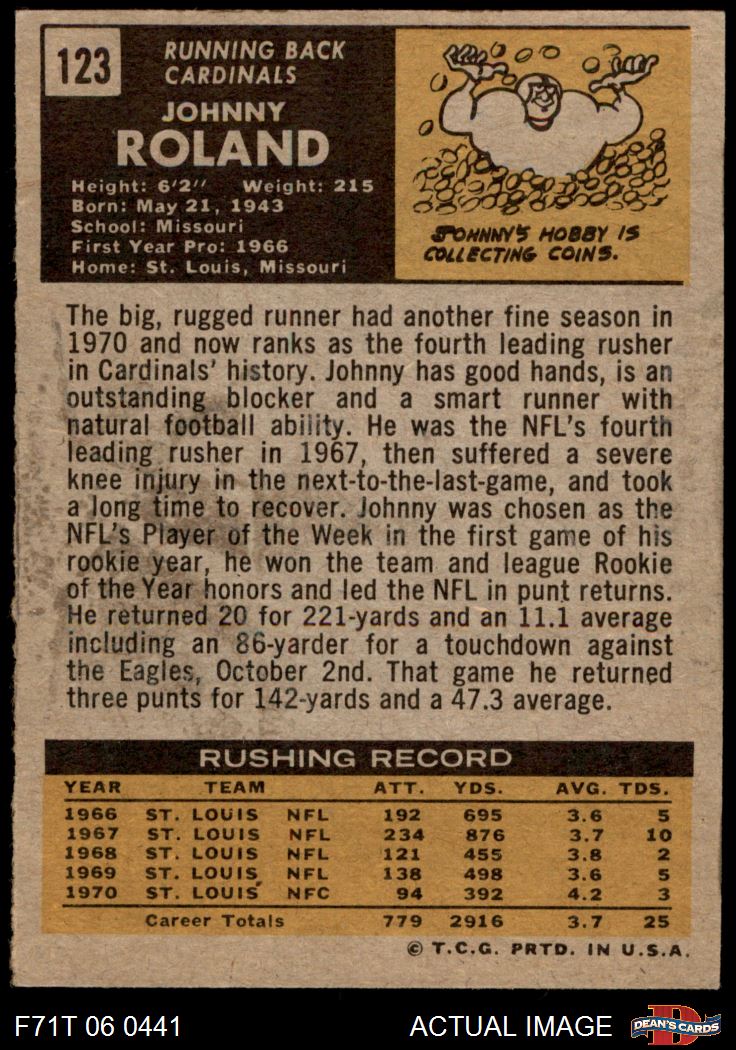 123
RUNNING BACK
CARDINALS
JOHNNY
ROLAND
Height: 6'2" Weight: 215
Born: May 21, 1943
School: Missouri
First Year Pro: 1966
Home: St. Louis, Missouri
JOHNNY'S HOBBY IS
COLLECTING COINS.
The big, rugged runner had another fine season in
1970 and now ranks as the fourth leading rusher
in Cardinals' history. Johnny has good hands, is an
outstanding blocker and a smart runner with
natural football ability. He was the NFL's fourth
leading rusher in 1967, then suffered a severe
knee injury in the next-to-the-last-game, and took
a long time to recover. Johnny was chosen as the
NFL's Player of the Week in the first game of his
rookie year, he won the team and league Rookie
of the Year honors and led the NFL in punt returns.
He returned 20 for 221-yards and an 11.1 average
including an 86-yarder for a touchdown against
the Eagles, October 2nd. That game he returned
three punts for 142-yards and a 47.3 average.
RUSHING RECORD
YEAR TEAM ATT. YDS. AVG. TDS.
1966 ST. LOUIS NFL 192 695 3.6 5
1967 ST. LOUIS NFL 234 876 3.7 10
1968 ST. LOUIS NFL 121 455 3.8 2
1969 ST. LOUIS NFL 138 498 3.6 5
1970 ST. LOUIS NFC 94 392 4.2 3
Career Totals 779 2916 3.7 25
© T.C.G. PRTD. IN U.S.A.
F71T 06 0441 ACTUAL IMAGE D DEAN'S CARDS